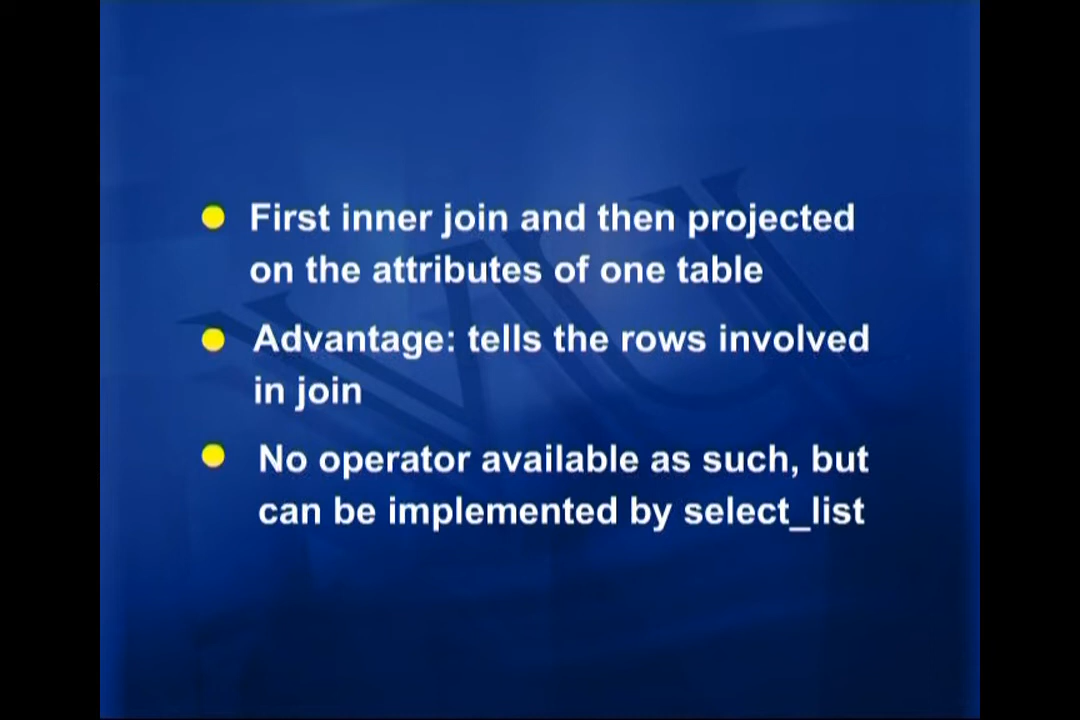 First inner join and then projected
on the attributes of one table
Advantage: tells the rows involved
in join
No operator available as such, but
can be implemented by select_list
VU